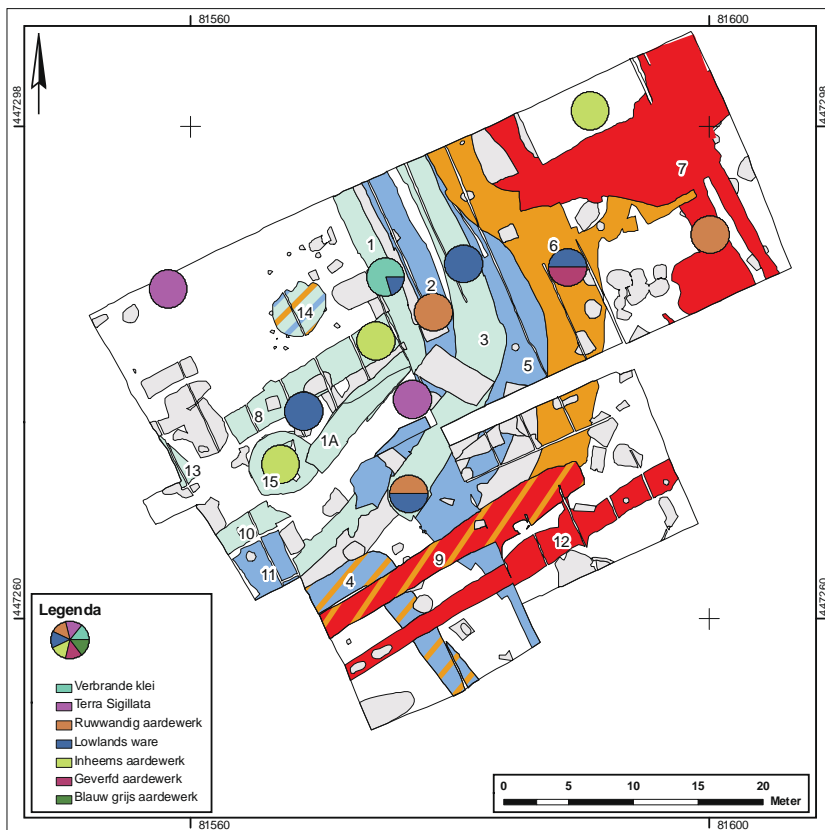 81560
81600
447298
447298
7
1
6
2
14
3
5
8
1A
13
15
10
12
9
11
4
447260
447260
Legenda
Verbrande klei
Terra Sigillata
Ruwwandig aardewerk
Lowlands ware
Inheems aardewerk
Geverfd aardewerk
Blauw grijs aardewerk
0 5 10 15 20
Meter
81560
81600